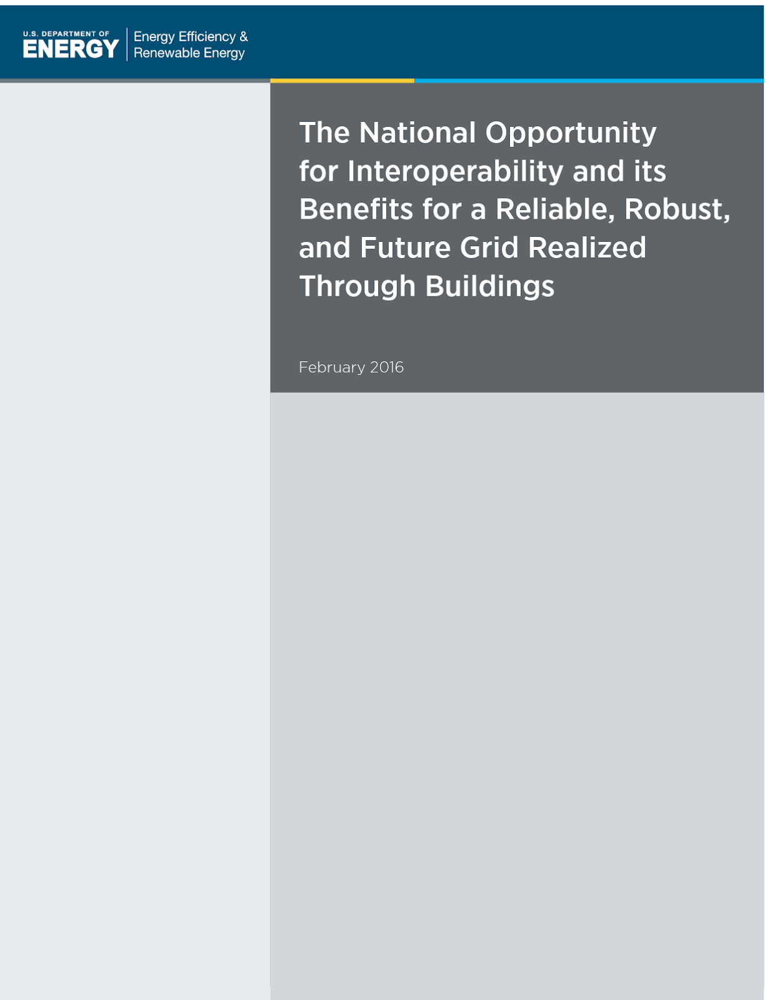 U.S. DEPARTMENT OF
ENERGY
Energy Efficiency &
Renewable Energy
The National Opportunity
for Interoperability and its
Benefits for a Reliable, Robust,
and Future Grid Realized
Through Buildings
February 2016